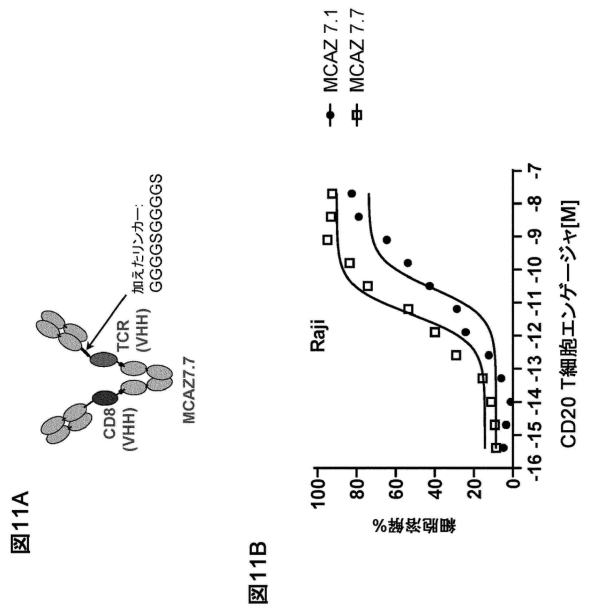 図11A
CD8
(VHH)
TCR
(VHH)
加えたリンカー:
GGGGSGGGGS
MCAZ7.7
図11B
Raji
MCAZ 7.1
MCAZ 7.7
細胞溶解%
100
80
60
40
20
0
-16 -15 -14 -13 -12 -11 -10 -9 -8 -7
CD20 T細胞エンゲージャ[M]